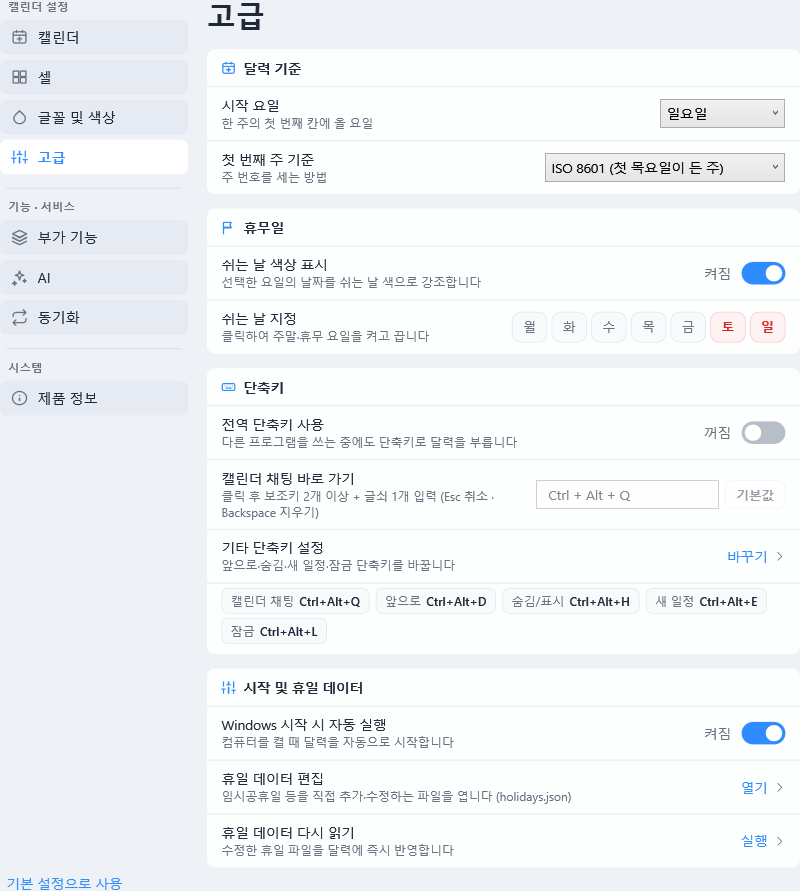 캘린더 설정
캘린더
셀
글꼴 및 색상
고급
기능 · 서비스
부가 기능
AI
동기화
시스템
제품 정보
기본 설정으로 사용
고급
달력 기준
시작 요일
한 주의 첫 번째 칸에 올 요일
일요일
첫 번째 주 기준
주 번호를 세는 방법
ISO 8601 (첫 목요일이 든 주)
휴무일
쉬는 날 색상 표시
선택한 요일의 날짜를 쉬는 날 색으로 강조합니다
켜짐
쉬는 날 지정
클릭하여 주말·휴무 요일을 켜고 끕니다
월 화 수 목 금 토 일
단축키
전역 단축키 사용
다른 프로그램을 쓰는 중에도 단축키로 달력을 부릅니다
꺼짐
캘린더 채팅 바로 가기
클릭 후 보조키 2개 이상 + 글쇠 1개 입력 (Esc 취소 ·
Backspace 지우기)
Ctrl + Alt + Q
기본값
기타 단축키 설정
앞으로·숨김·새 일정·잠금 단축키를 바꿉니다
바꾸기
캘린더 채팅 Ctrl+Alt+Q 앞으로 Ctrl+Alt+D 숨김/표시 Ctrl+Alt+H 새 일정 Ctrl+Alt+E
잠금 Ctrl+Alt+L
시작 및 휴일 데이터
Windows 시작 시 자동 실행
컴퓨터를 켤 때 달력을 자동으로 시작합니다
켜짐
휴일 데이터 편집
임시공휴일 등을 직접 추가·수정하는 파일을 엽니다 (holidays.json)
열기
휴일 데이터 다시 읽기
수정한 휴일 파일을 달력에 즉시 반영합니다
실행